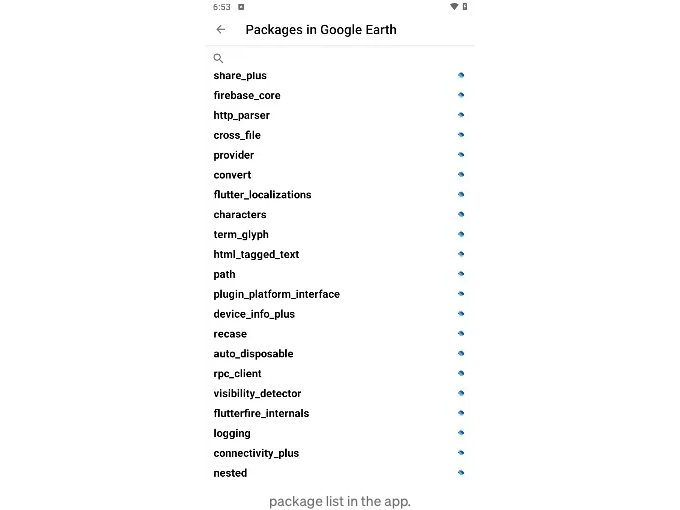 6:53
Packages in Google Earth
share_plus
firebase_core
http_parser
cross_file
provider
convert
flutter_localizations
characters
term_glyph
html_tagged_text
path
plugin_platform_interface
device_info_plus
recase
auto_disposable
rpc_client
visibility_detector
flutterfire_internals
logging
connectivity_plus
nested
package list in the app.